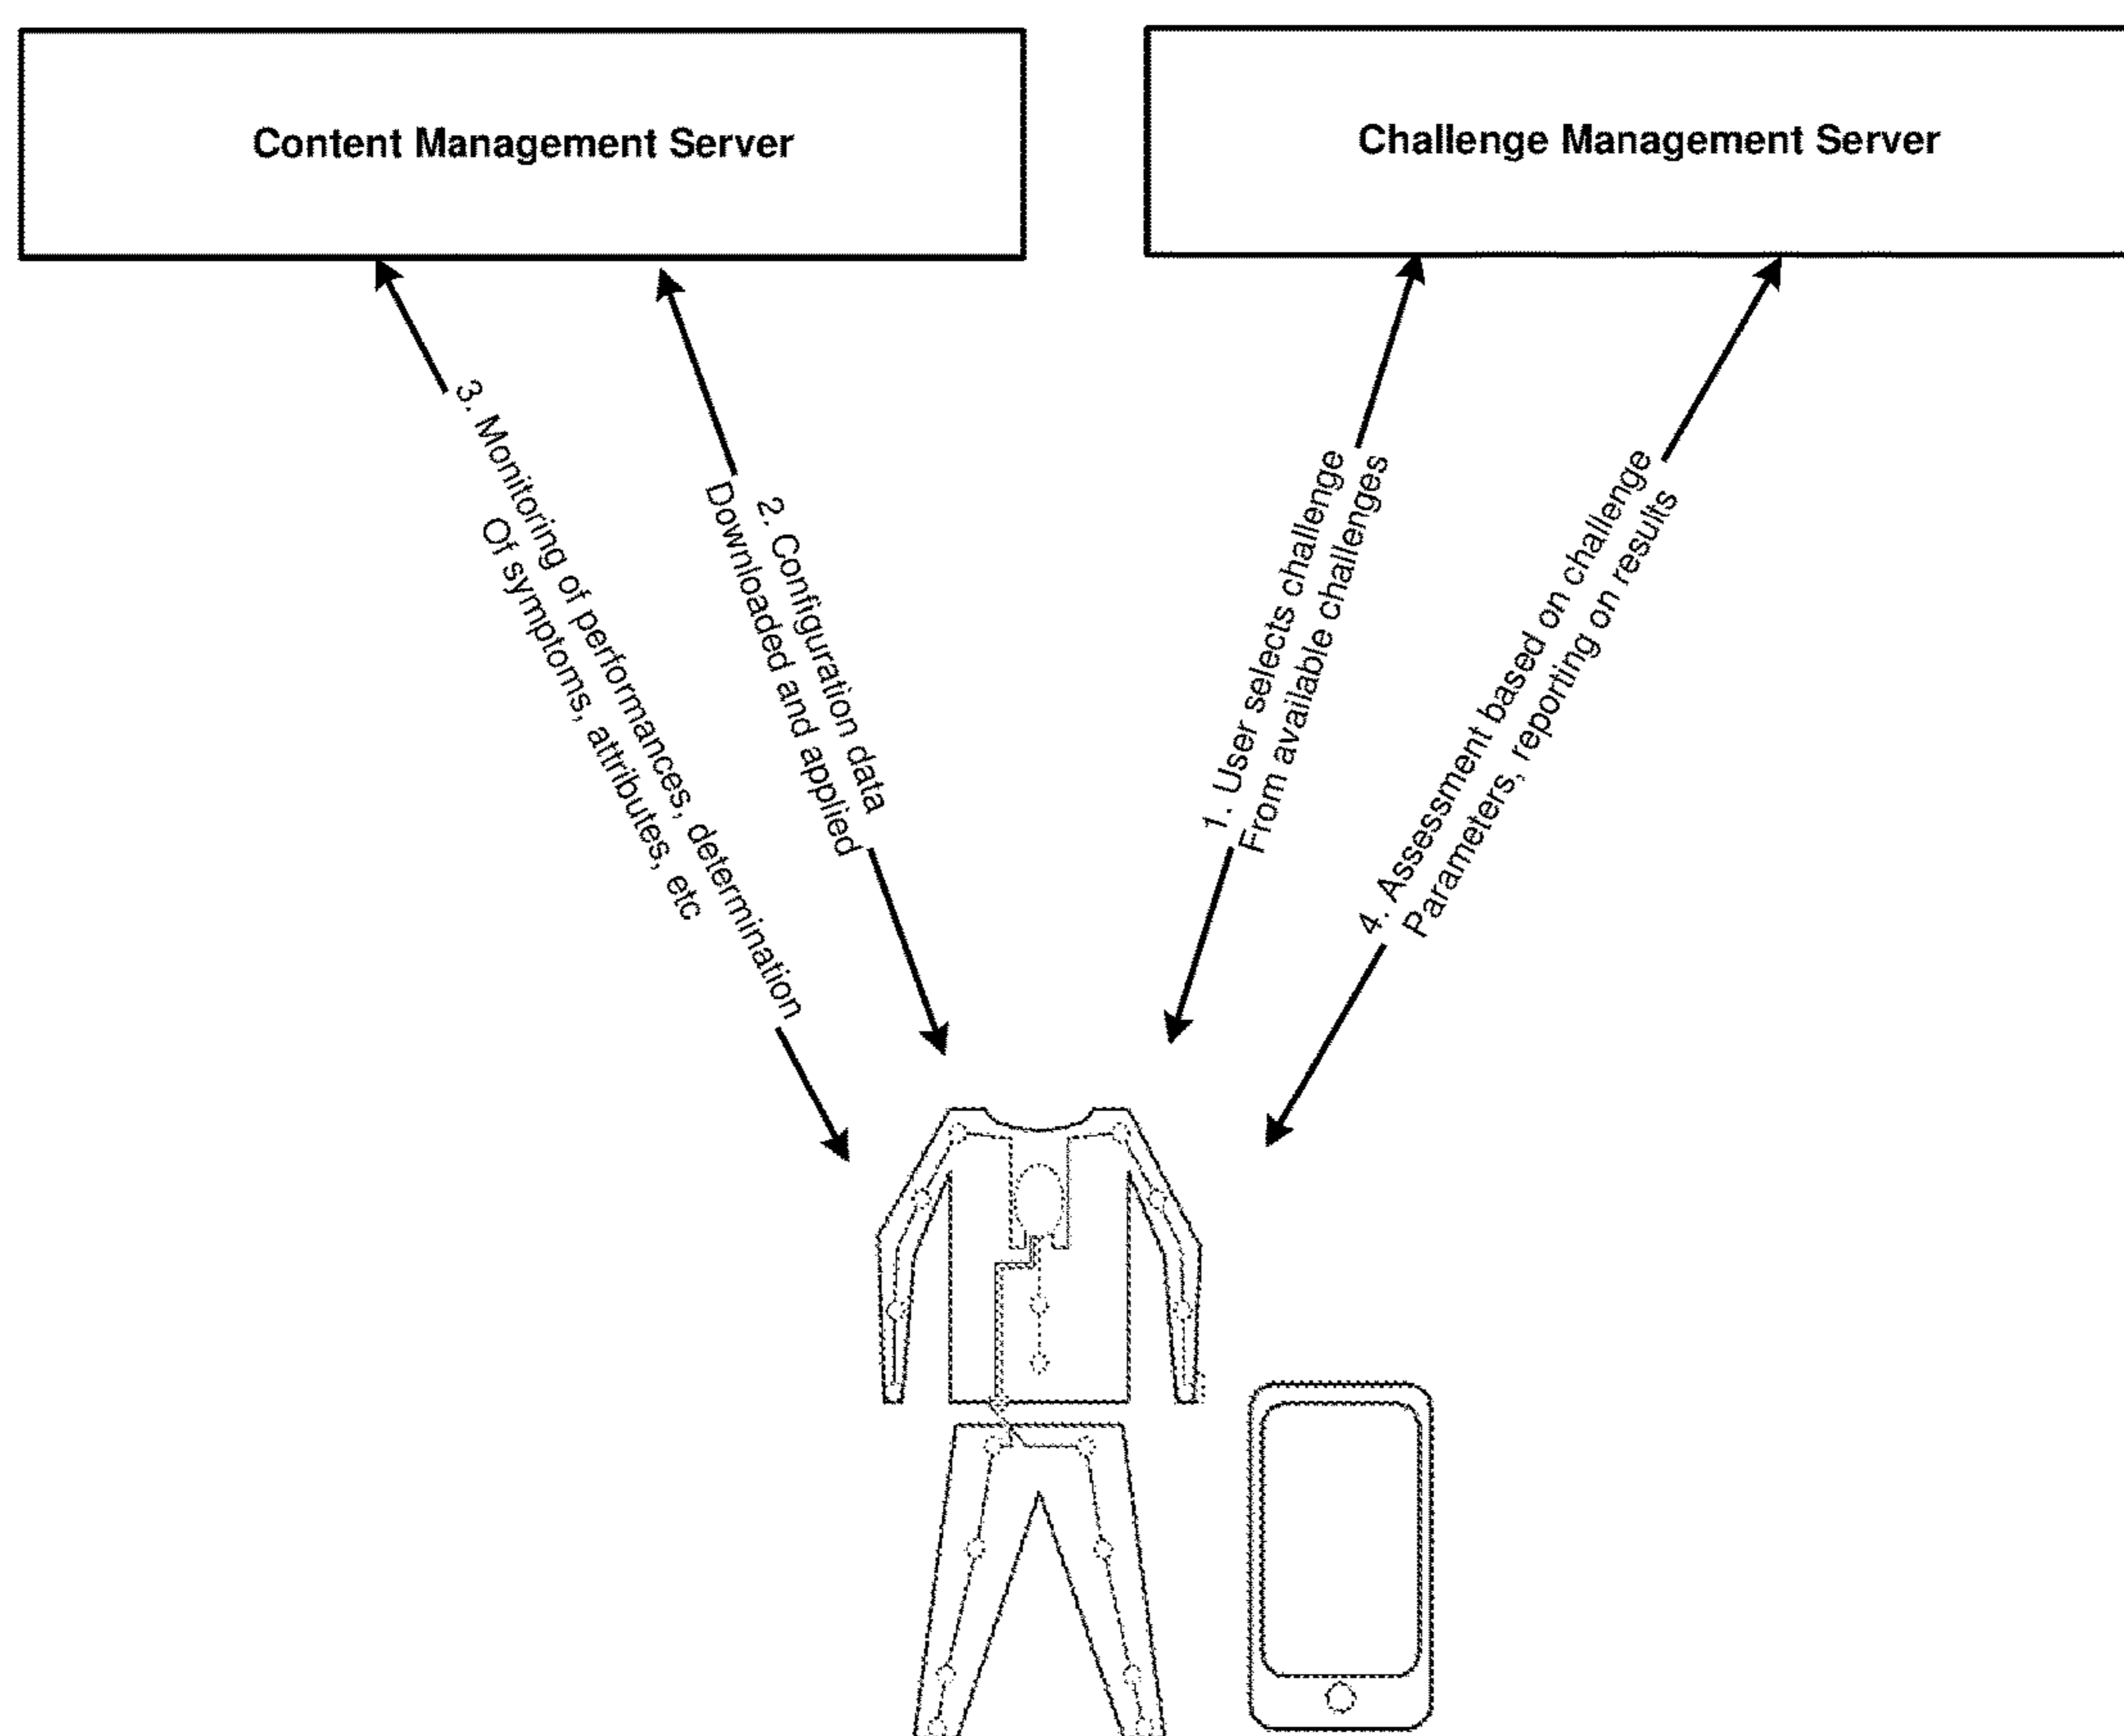 Content Management Server
Challenge Management Server
3. Monitoring of performances, determination
Of symptoms, attributes, etc
2. Configuration data
Downloaded and applied
1. User selects challenge
From available challenges
4. Assessment based on challenge
Parameters, reporting on results